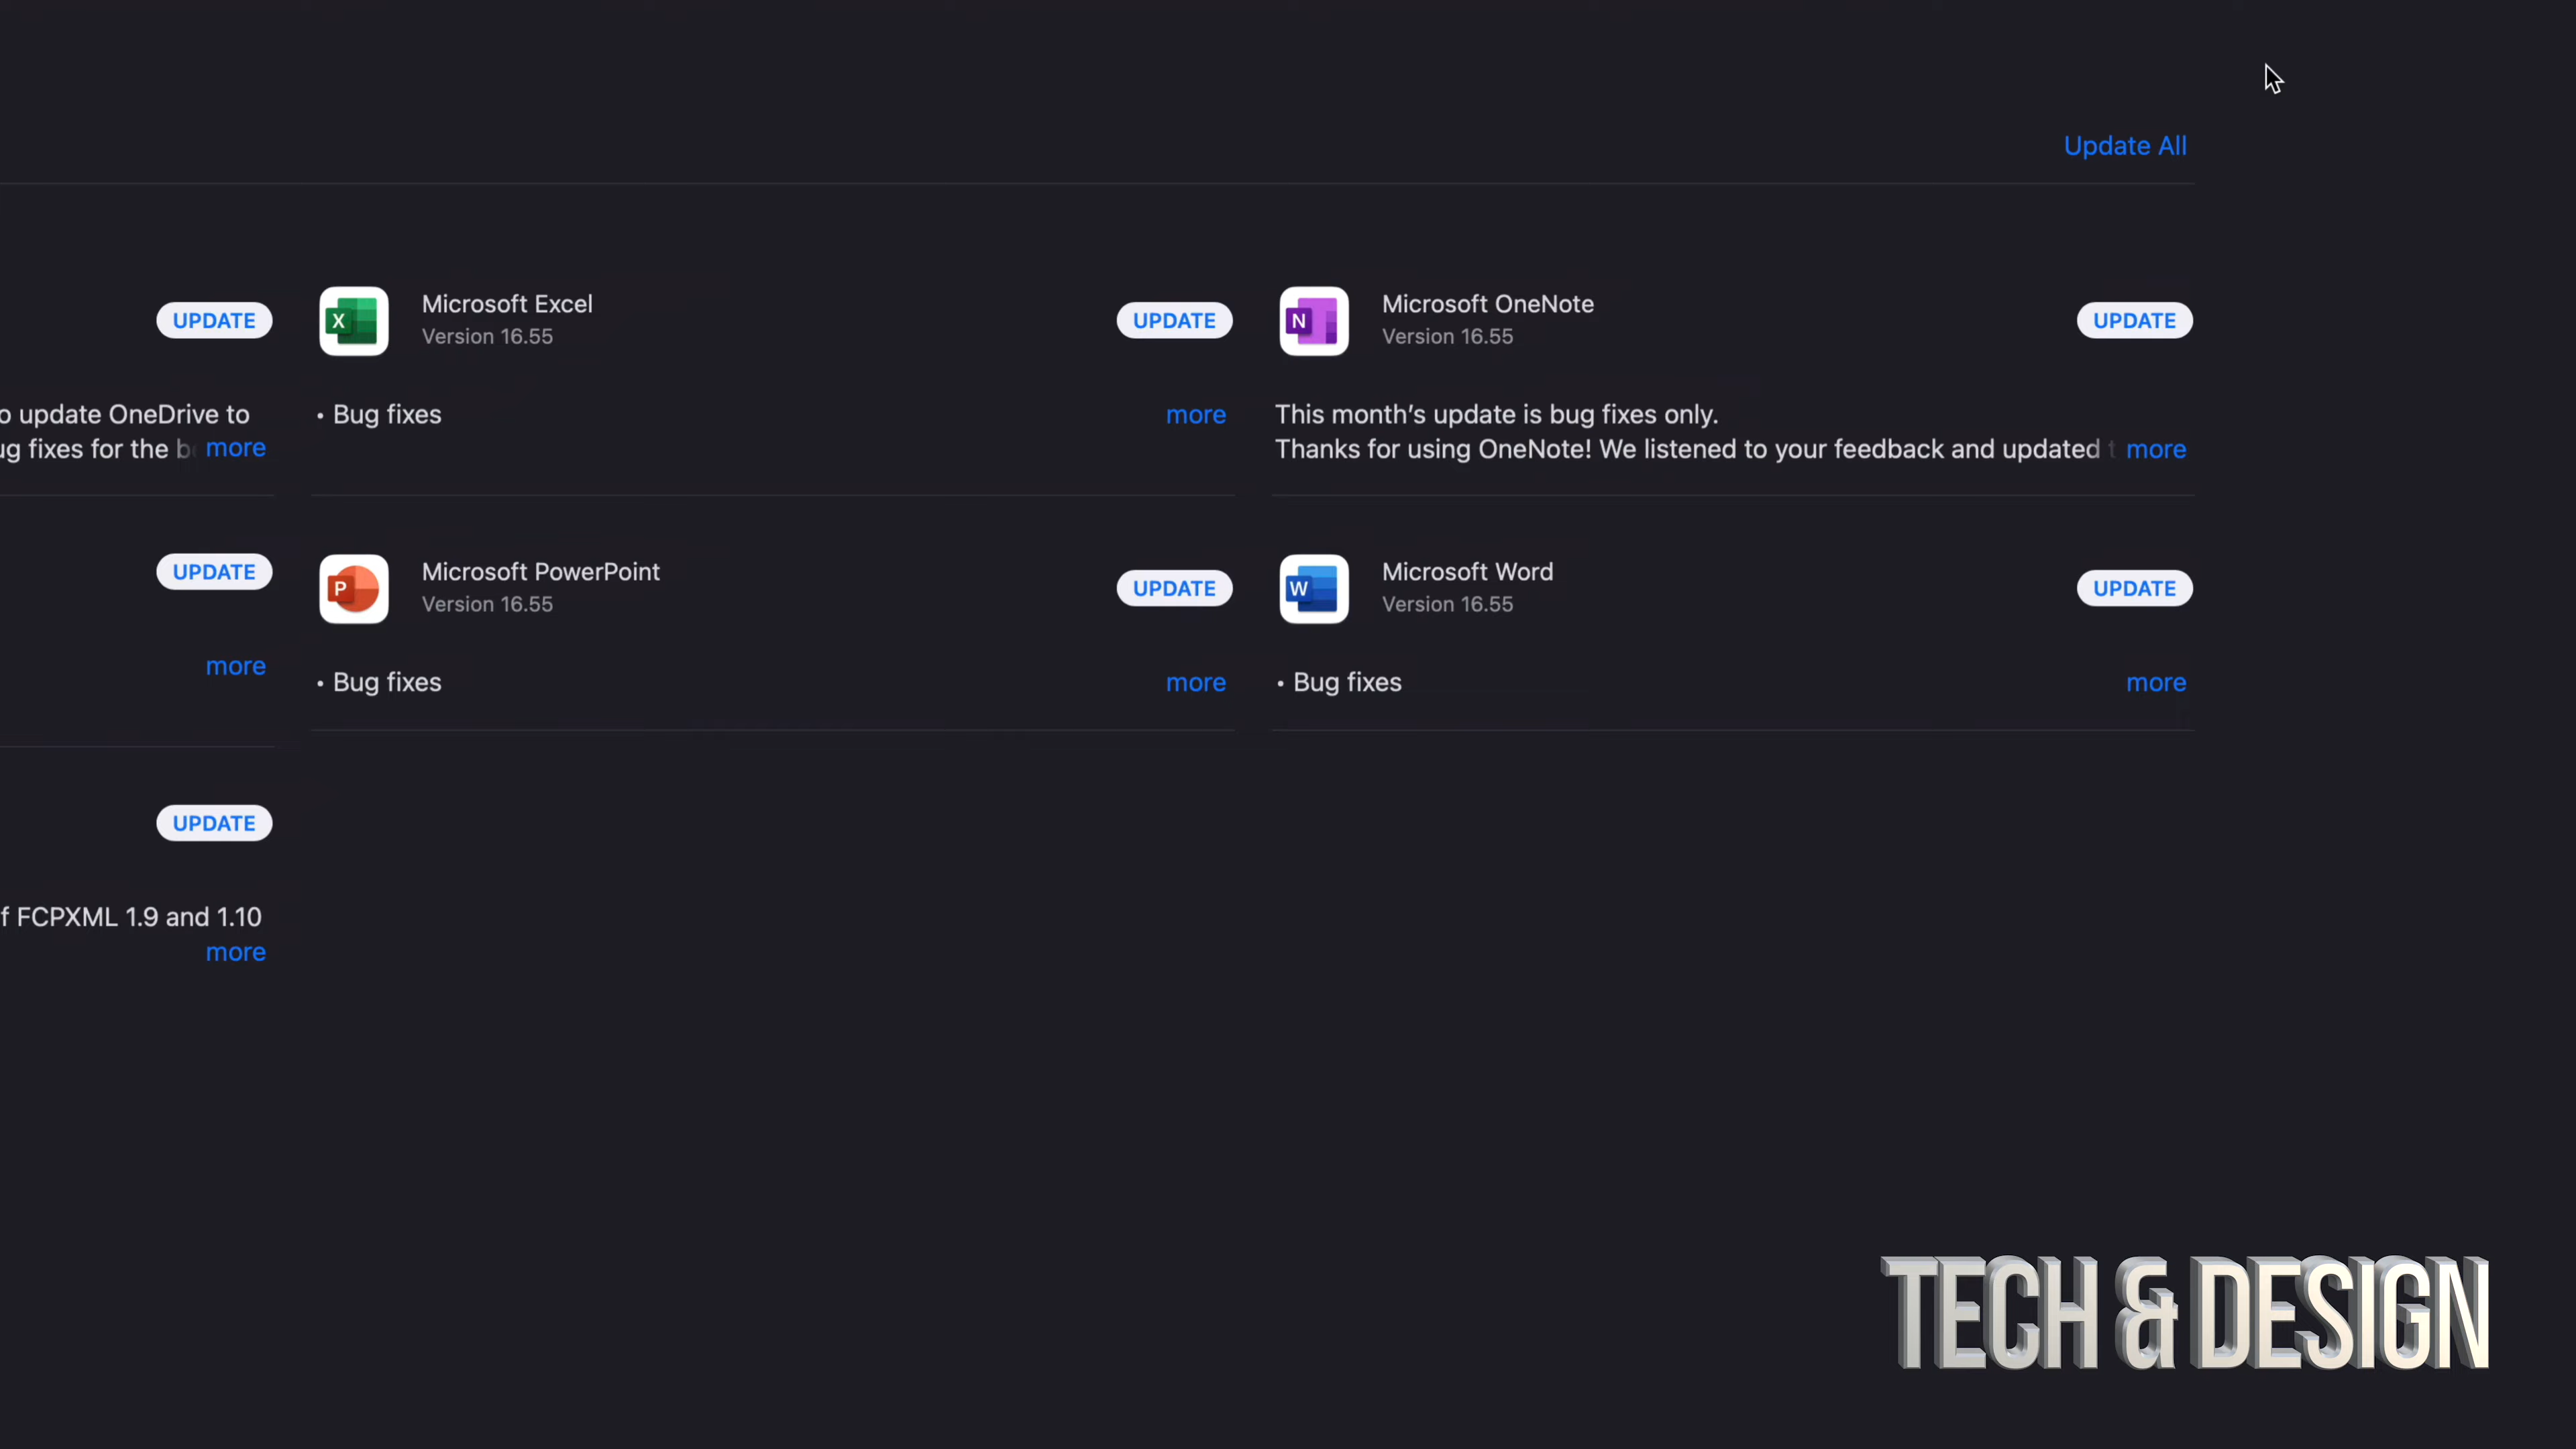 Update All
UPDATE
o update OneDrive to
ug fixes for the
more
X
Microsoft Excel
Version 16.55
UPDATE
• Bug fixes
more
N
Microsoft OneNote
Version 16.55
UPDATE
This month's update is bug fixes only.
Thanks for using OneNote! We listened to your feedback and updated
more
UPDATE
more
P
Microsoft PowerPoint
Version 16.55
UPDATE
• Bug fixes
more
W
Microsoft Word
Version 16.55
UPDATE
• Bug fixes
more
UPDATE
f FCPXML 1.9 and 1.10
more
TECH & DESIGN